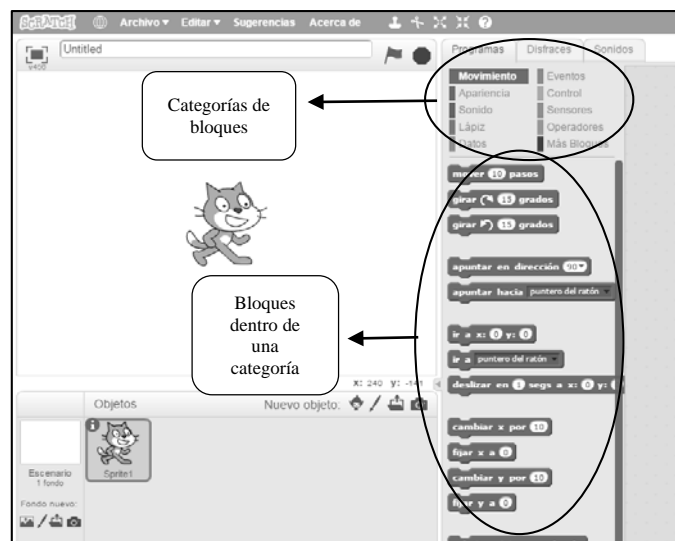 SCRATCH Archivo Editar Sugerencias Acerca de
Untitled
v456
Programas Disfraces Sonidos
Movimiento Eventos
Apariencia Control
Sonido Sensores
Lápiz Operadores
Datos Más Bloques
Categorías de
bloques
mover 10 pasos
girar 15 grados
girar 15 grados
apuntar en dirección 90
apuntar hacia puntero del ratón
Bloques
dentro de
una
categoría
ir a x: 0 y: 0
ir a puntero del ratón
deslizar en 1 segs a x: 0 y:
cambiar x por 10
fijar x a 0
cambiar y por 10
fijar y a 0
x: 240 y: -141
Objetos Nuevo objeto:
Escenario
1 fondo
Sprite1
Fondo nuevo: